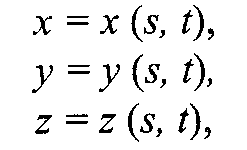 x = x (s, t),
y = y (s, t),
z = z (s, t),